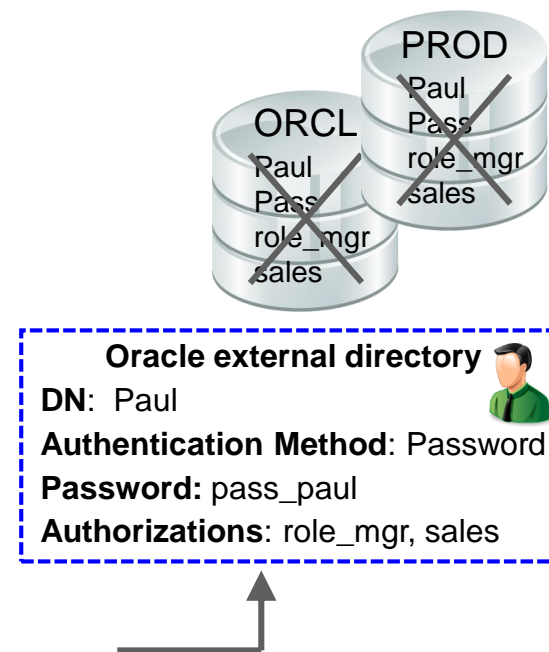 PROD
Paul
Pass
role_mgr
sales
ORCL
Paul
Pass
role_mgr
sales
Oracle external directory
DN: Paul
Authentication Method: Password
Password: pass_paul
Authorizations: role_mgr, sales